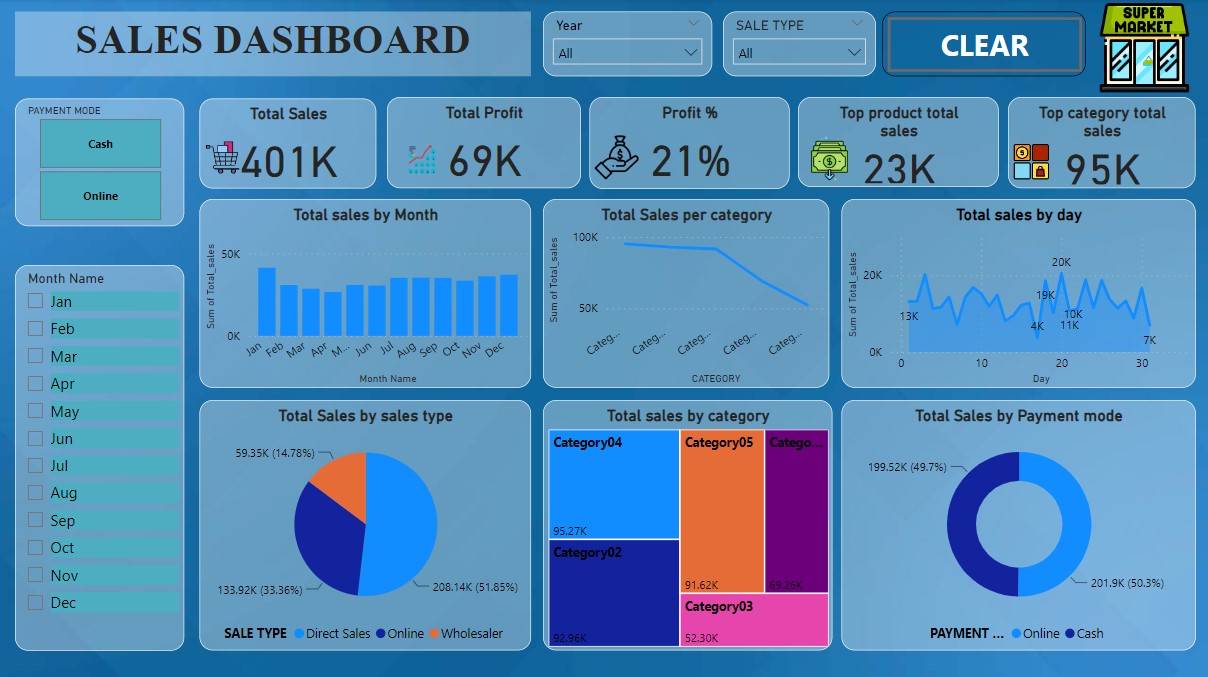 SALES DASHBOARD
Year
All
SALE TYPE
All
CLEAR
SUPER
MARKET
PAYMENT MODE
Cash
Online
Total Sales
401K
Total Profit
69K
Profit %
21%
Top product total
sales
23K
Top category total
sales
95K
Month Name
Jan
Feb
Mar
Apr
May
Jun
Jul
Aug
Sep
Oct
Nov
Dec
Total sales by Month
Sum of Total_sales
50K
0K
Jan Feb Mar Apr M... Jun Jul Aug Sep Oct Nov Dec
Month Name
Total Sales per category
Sum of Total_sales
100K
50K
Categ... Categ... Categ... Categ... Categ...
CATEGORY
Total sales by day
Sum of Total_sales
20K
0K
13K
4K
19K
20K
10K
11K
7K
0 10 20 30
Day
Total Sales by sales type
59.35K (14.78%)
133.92K (33.36%)
208.14K (51.85%)
SALE TYPE Direct Sales Online Wholesaler
Total sales by category
Category04
95.27K
Category02
92.96K
Category05
91.62K
Catego...
69.26K
Category03
52.30K
Total Sales by Payment mode
199.52K (49.7%)
201.9K (50.3%)
PAYMENT ... Online Cash